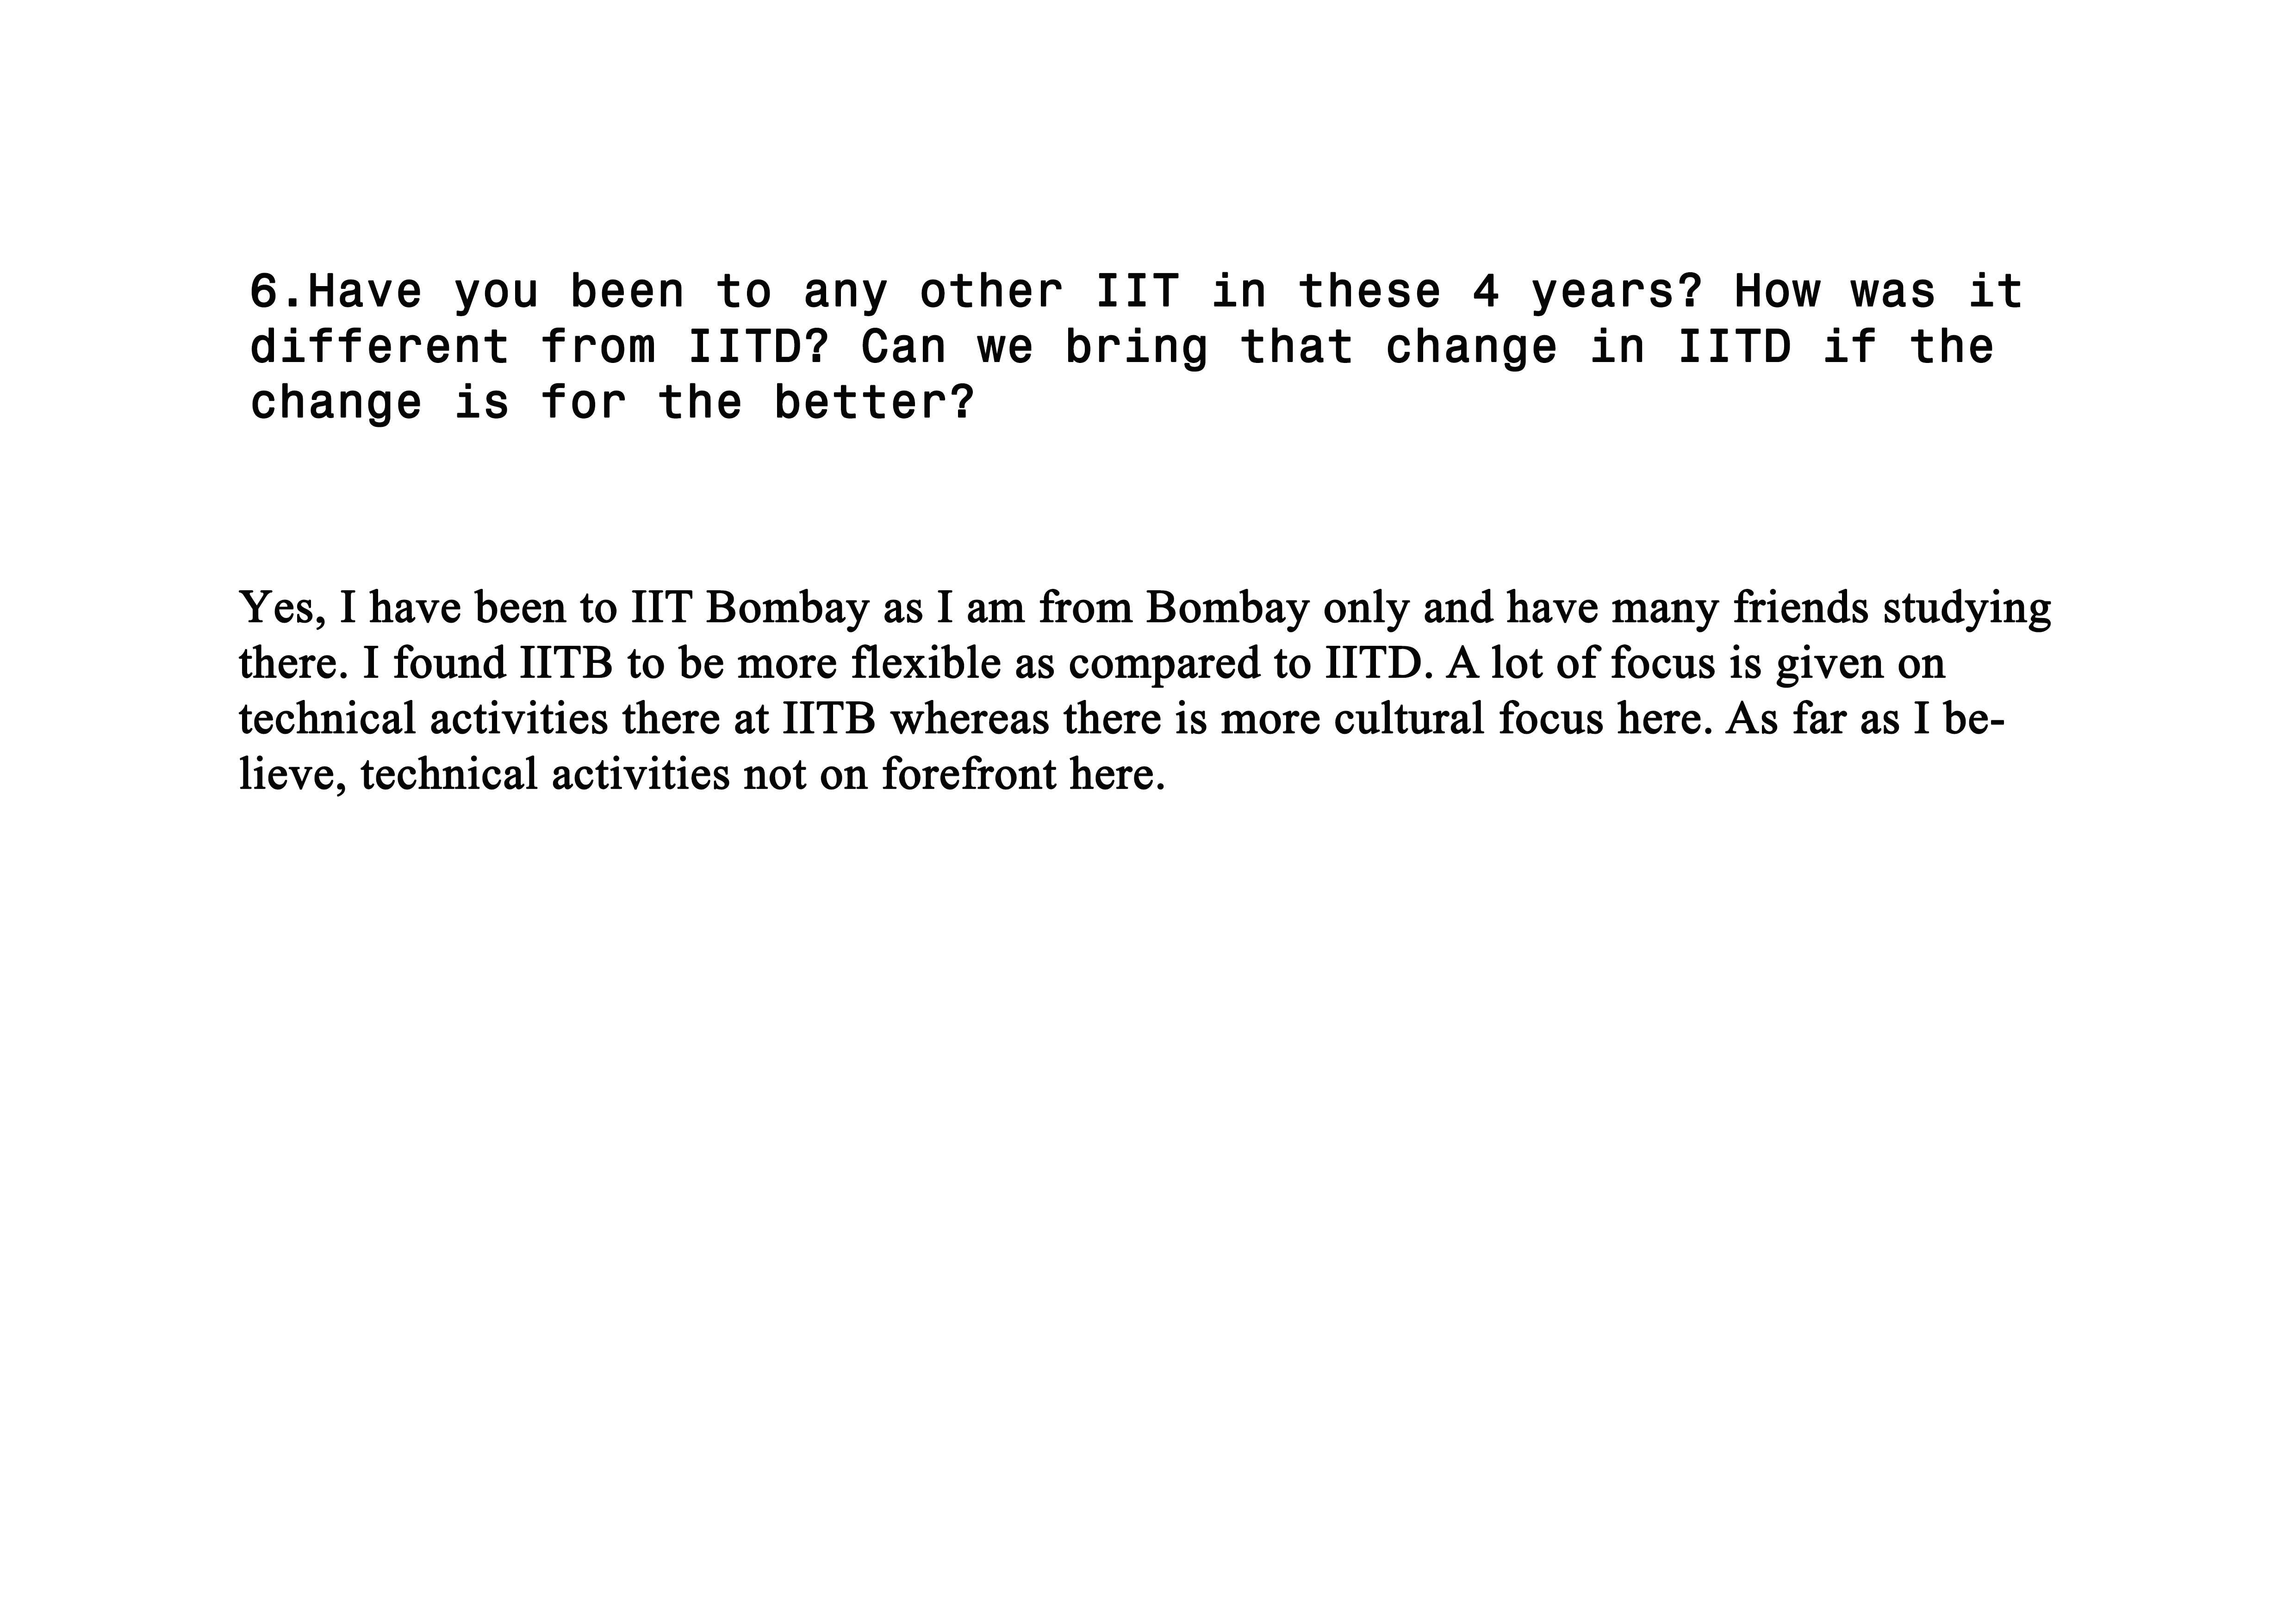 6.Have you been to any other IIT in these 4 years? How was it
different from IITD? Can we bring that change in IITD if the
change is for the better?
Yes, I have been to IIT Bombay as I am from Bombay only and have many friends studying
there. I found IITB to be more flexible as compared to IITD. A lot of focus is given on
technical activities there at IITB whereas there is more cultural focus here. As far as I be-
lieve, technical activities not on forefront here.